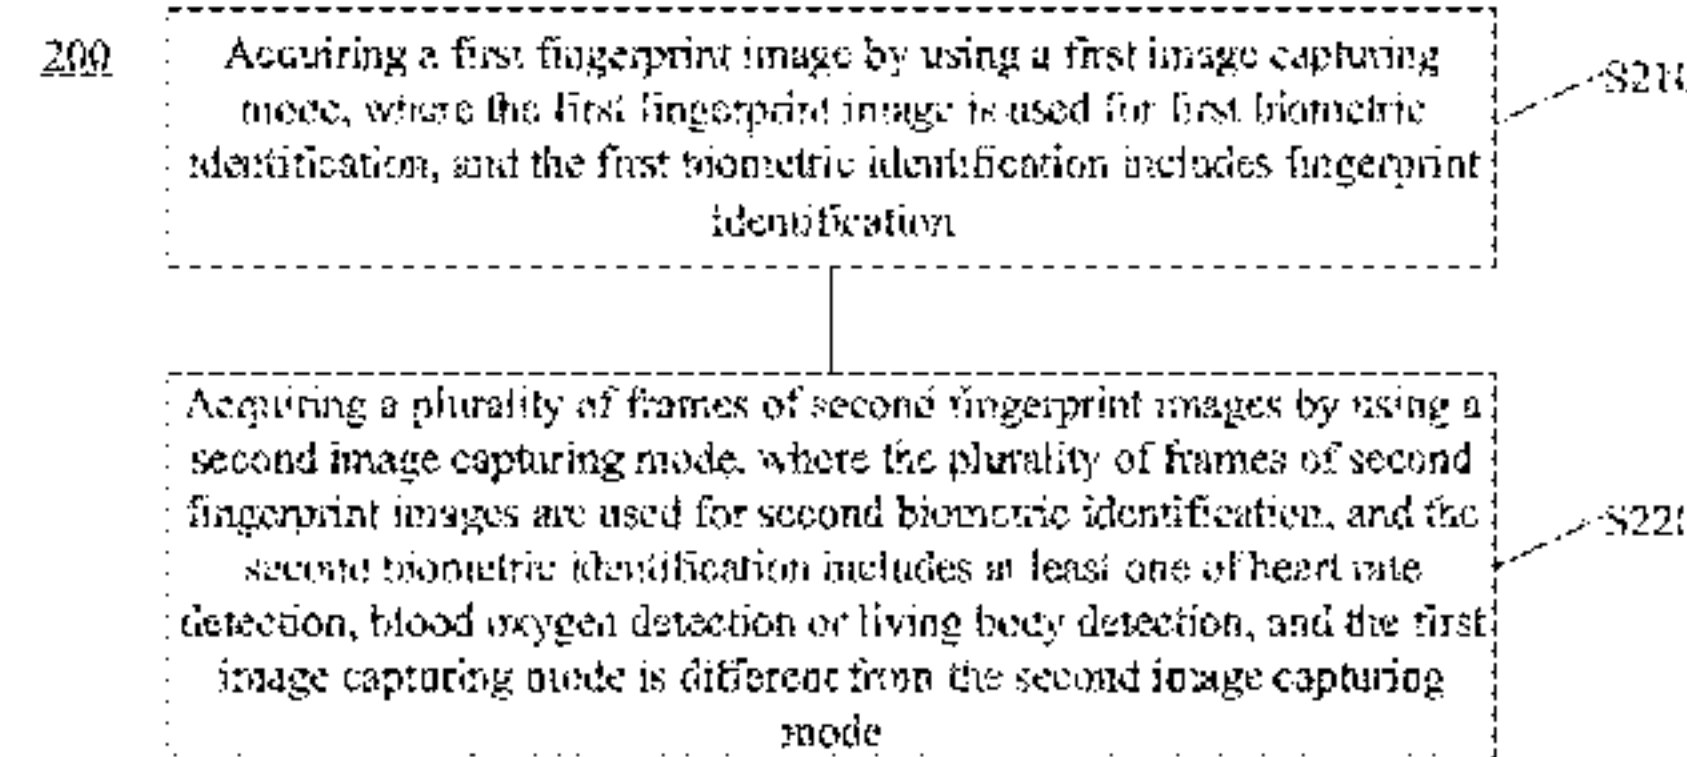 200
Acquiring a first fingerprint image by using a first image capturing
mode, where the first fingerprint image is used for first biometric
identification, and the first biometric identification includes fingerprint
identification
S210
Acquiring a plurality of frames of second fingerprint images by using a
second image capturing mode, where the plurality of frames of second
fingerprint images are used for second biometric identification, and the
second biometric identification includes at least one of heart rate
detection, blood oxygen detection or living body detection, and the first
image capturing mode is different from the second image capturing
mode
S220